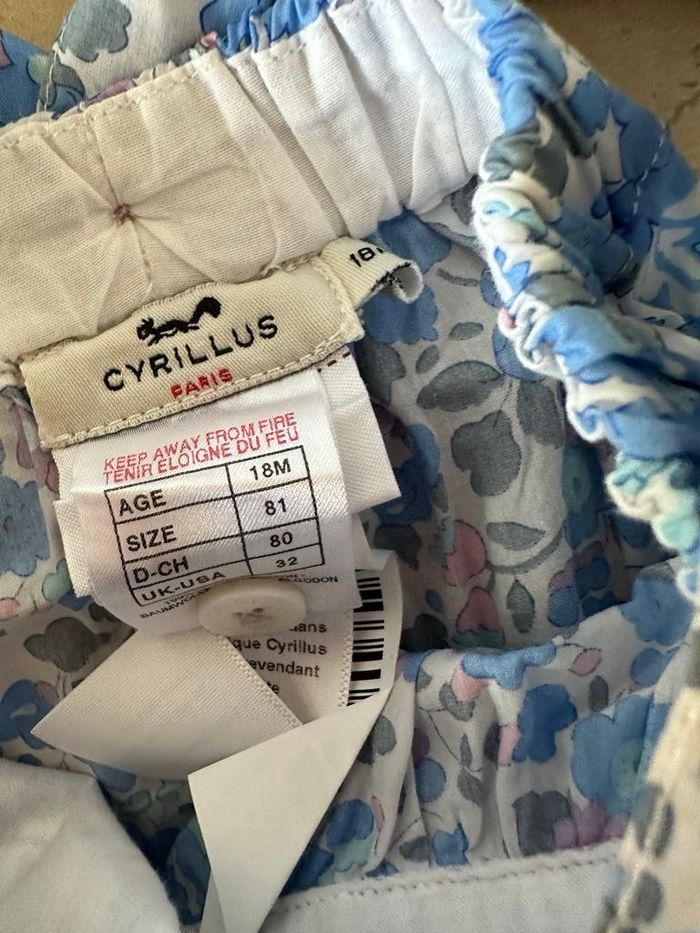 18
CYRILLUS
PARIS
KEEP AWAY FROM FIRE
TENIR ELOIGNE DU FEU
AGE 18M
SIZE 81
D-CH 80
UK-USA 32
que Cyrillus